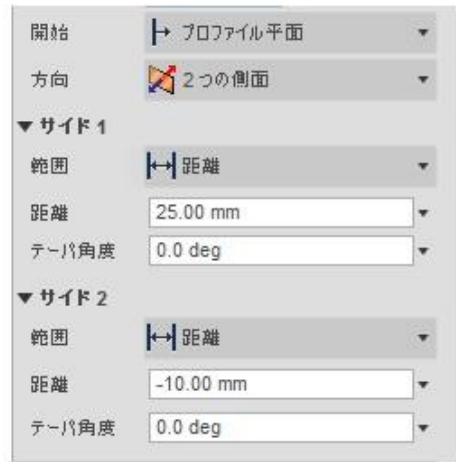 開始 プロファイル平面
方向 2つの側面
サイド 1
範囲 距離
距離 25.00 mm
テーパ角度 0.0 deg
サイド 2
範囲 距離
距離 -10.00 mm
テーパ角度 0.0 deg